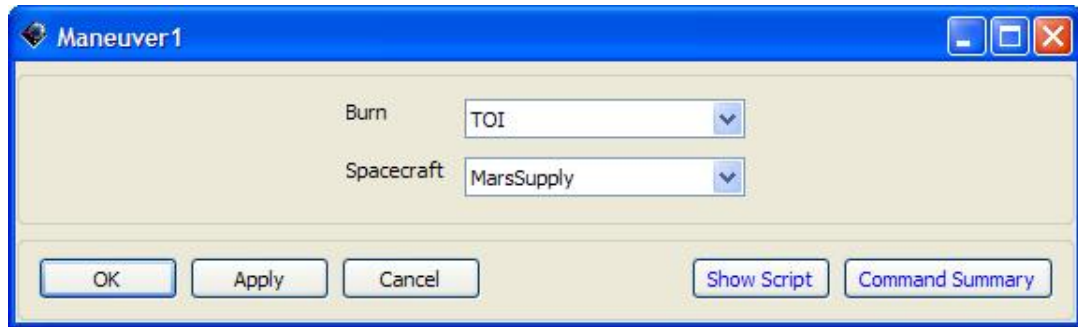 Maneuver1
Burn TOI
Spacecraft MarsSupply
OK Apply Cancel Show Script Command Summary